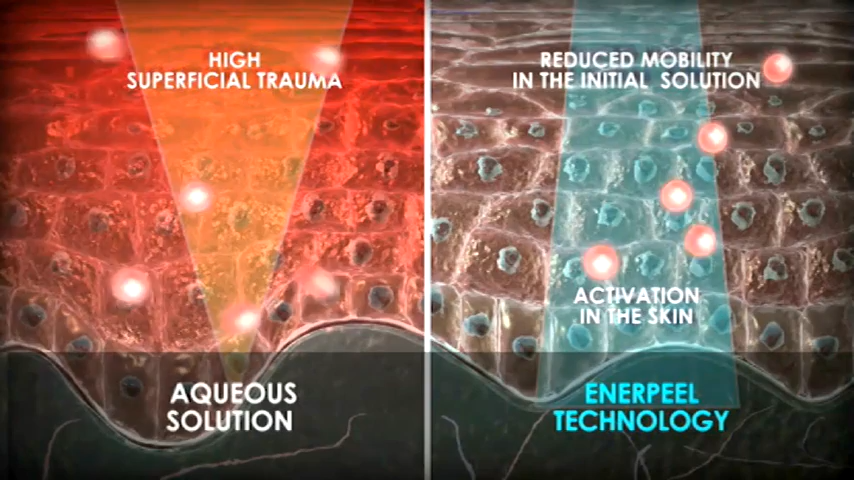 HIGH
SUPERFICIAL TRAUMA
AQUEOUS
SOLUTION
REDUCED MOBILITY
IN THE INITIAL SOLUTION
ACTIVATION
IN THE SKIN
ENERPEEL
TECHNOLOGY